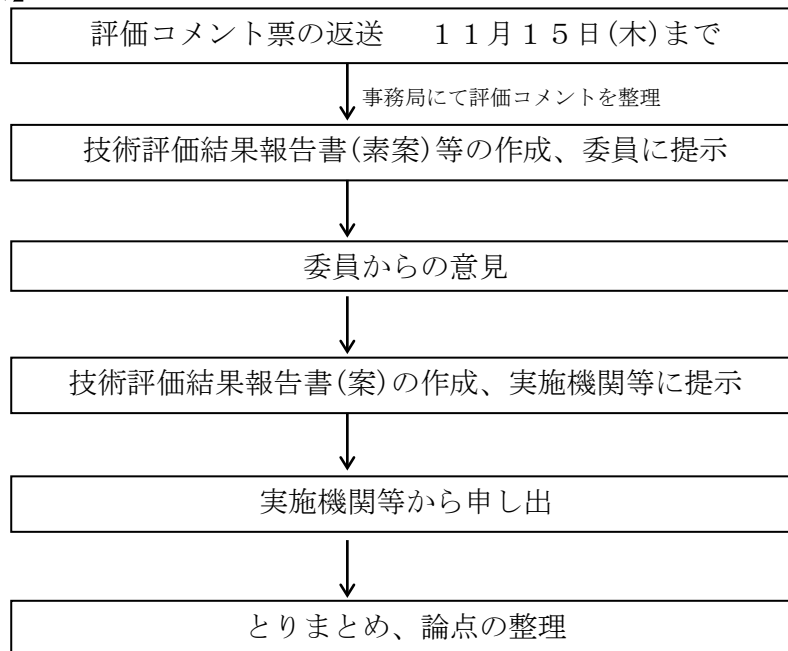 評価コメント票の返送　　１１月１５日(木)まで
事務局にて評価コメントを整理
技術評価結果報告書(素案)等の作成、委員に提示
委員からの意見
技術評価結果報告書(案)の作成、実施機関等に提示
実施機関等から申し出
とりまとめ、論点の整理